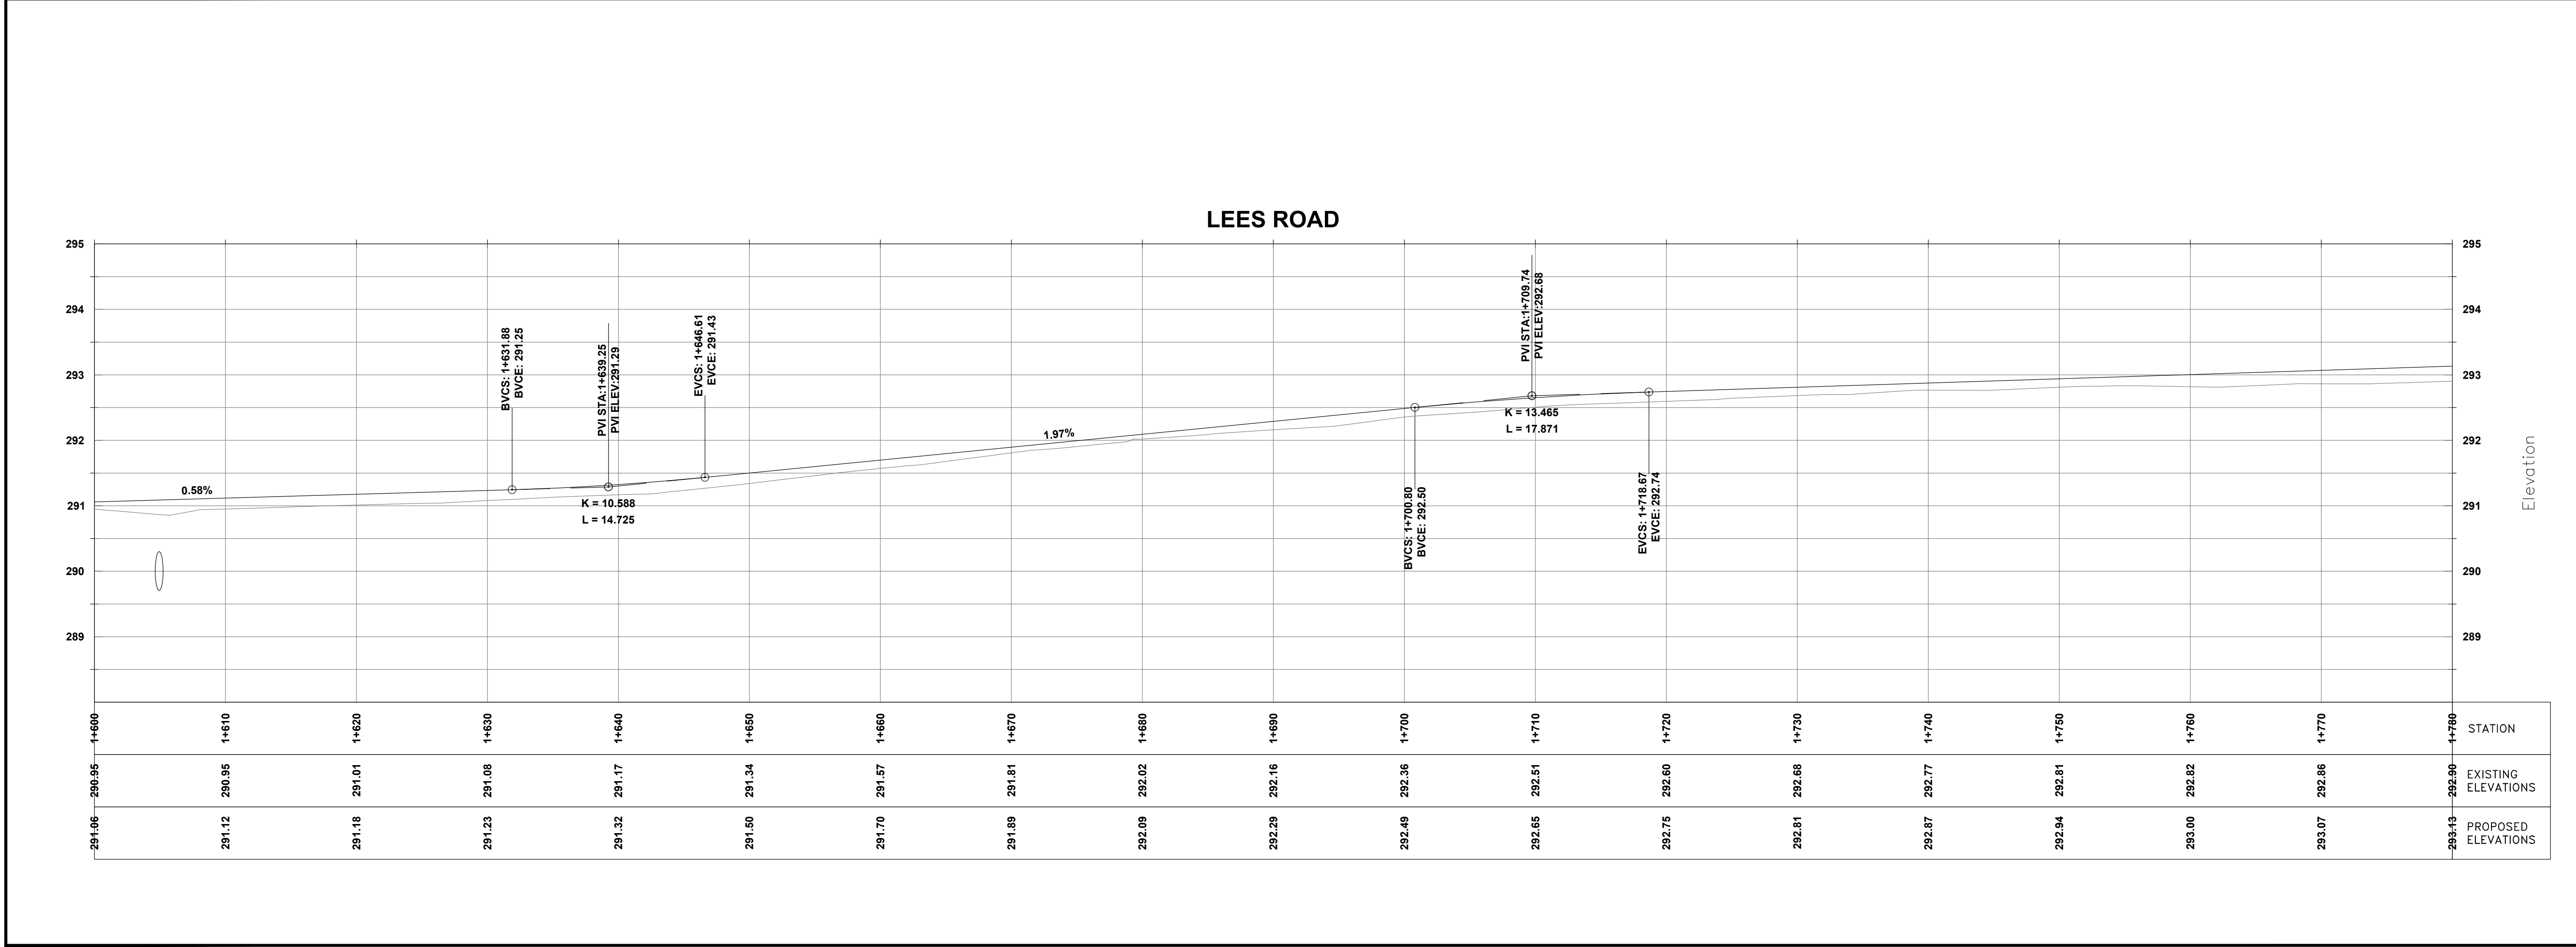 LEES ROAD
295
295
294
294
293
293
292
292
291
291
290
290
289
289
Elevation
0.58%
BVCS: 1+631.88
BVCE: 291.25
PVI STA:1+639.25
PVI ELEV:291.29
K = 10.588
L = 14.725
EVCS: 1+646.61
EVCE: 291.43
1.97%
BVCS: 1+700.80
BVCE: 292.50
PVI STA:1+709.74
PVI ELEV:292.68
K = 13.465
L = 17.871
EVCS: 1+718.67
EVCE: 292.74
1+600 1+610 1+620 1+630 1+640 1+650 1+660 1+670 1+680 1+690 1+700 1+710 1+720 1+730 1+740 1+750 1+760 1+770 1+780 STATION
290.95 290.95 291.01 291.08 291.17 291.34 291.57 291.81 292.02 292.16 292.36 292.51 292.60 292.68 292.77 292.81 292.82 292.86 292.90 EXISTING
ELEVATIONS
291.06 291.12 291.18 291.23 291.32 291.50 291.70 291.89 292.09 292.29 292.49 292.65 292.75 292.81 292.87 292.94 293.00 293.07 293.13 PROPOSED
ELEVATIONS